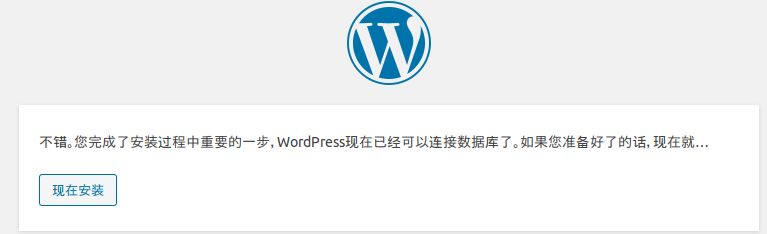 不错。您完成了安装过程中重要的一步，WordPress现在已经可以连接数据库了。如果您准备好了的话，现在就…
现在安装